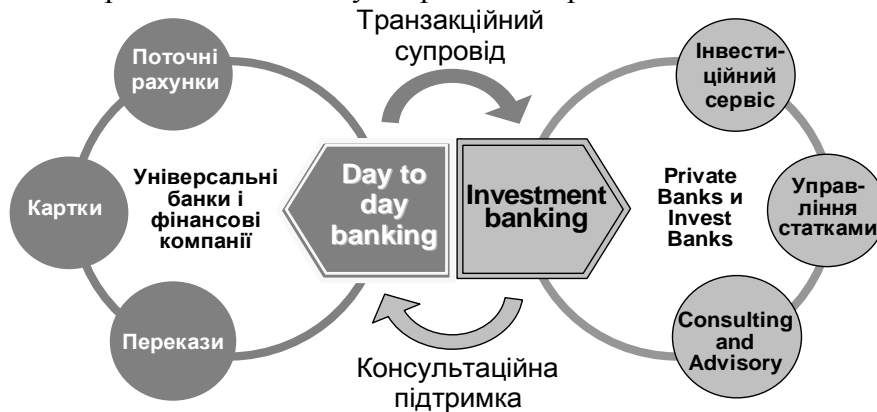 Транзакційний
супровід
Поточні
рахунки
Картки
Перекази
Універсальні
банки і
фінансові
компанії
Day to
day
banking
Investment
banking
Private
Banks и
Invest
Banks
Інвести-
ційний
сервіс
Управ-
ління
статками
Consulting
and
Advisory
Консультаційна
підтримка